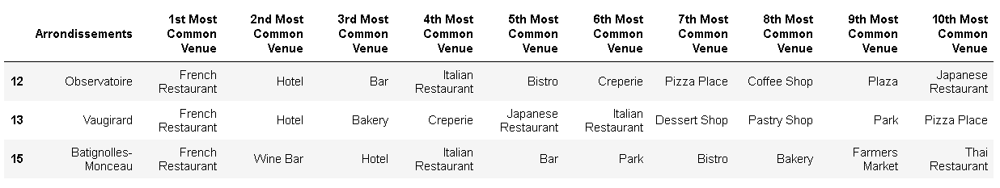 Arrondissements 1st Most Common Venue 2nd Most Common Venue 3rd Most Common Venue 4th Most Common Venue 5th Most Common Venue 6th Most Common Venue 7th Most Common Venue 8th Most Common Venue 9th Most Common Venue 10th Most Common Venue
12 Observatoire French Restaurant Hotel Bar Italian Restaurant Bistro Creperie Pizza Place Coffee Shop Plaza Japanese Restaurant
13 Vaugirard French Restaurant Hotel Bakery Creperie Japanese Restaurant Italian Restaurant Dessert Shop Pastry Shop Park Pizza Place
15 Batignolles-Monceau French Restaurant Wine Bar Hotel Italian Restaurant Bar Park Bistro Bakery Farmers Market Thai Restaurant